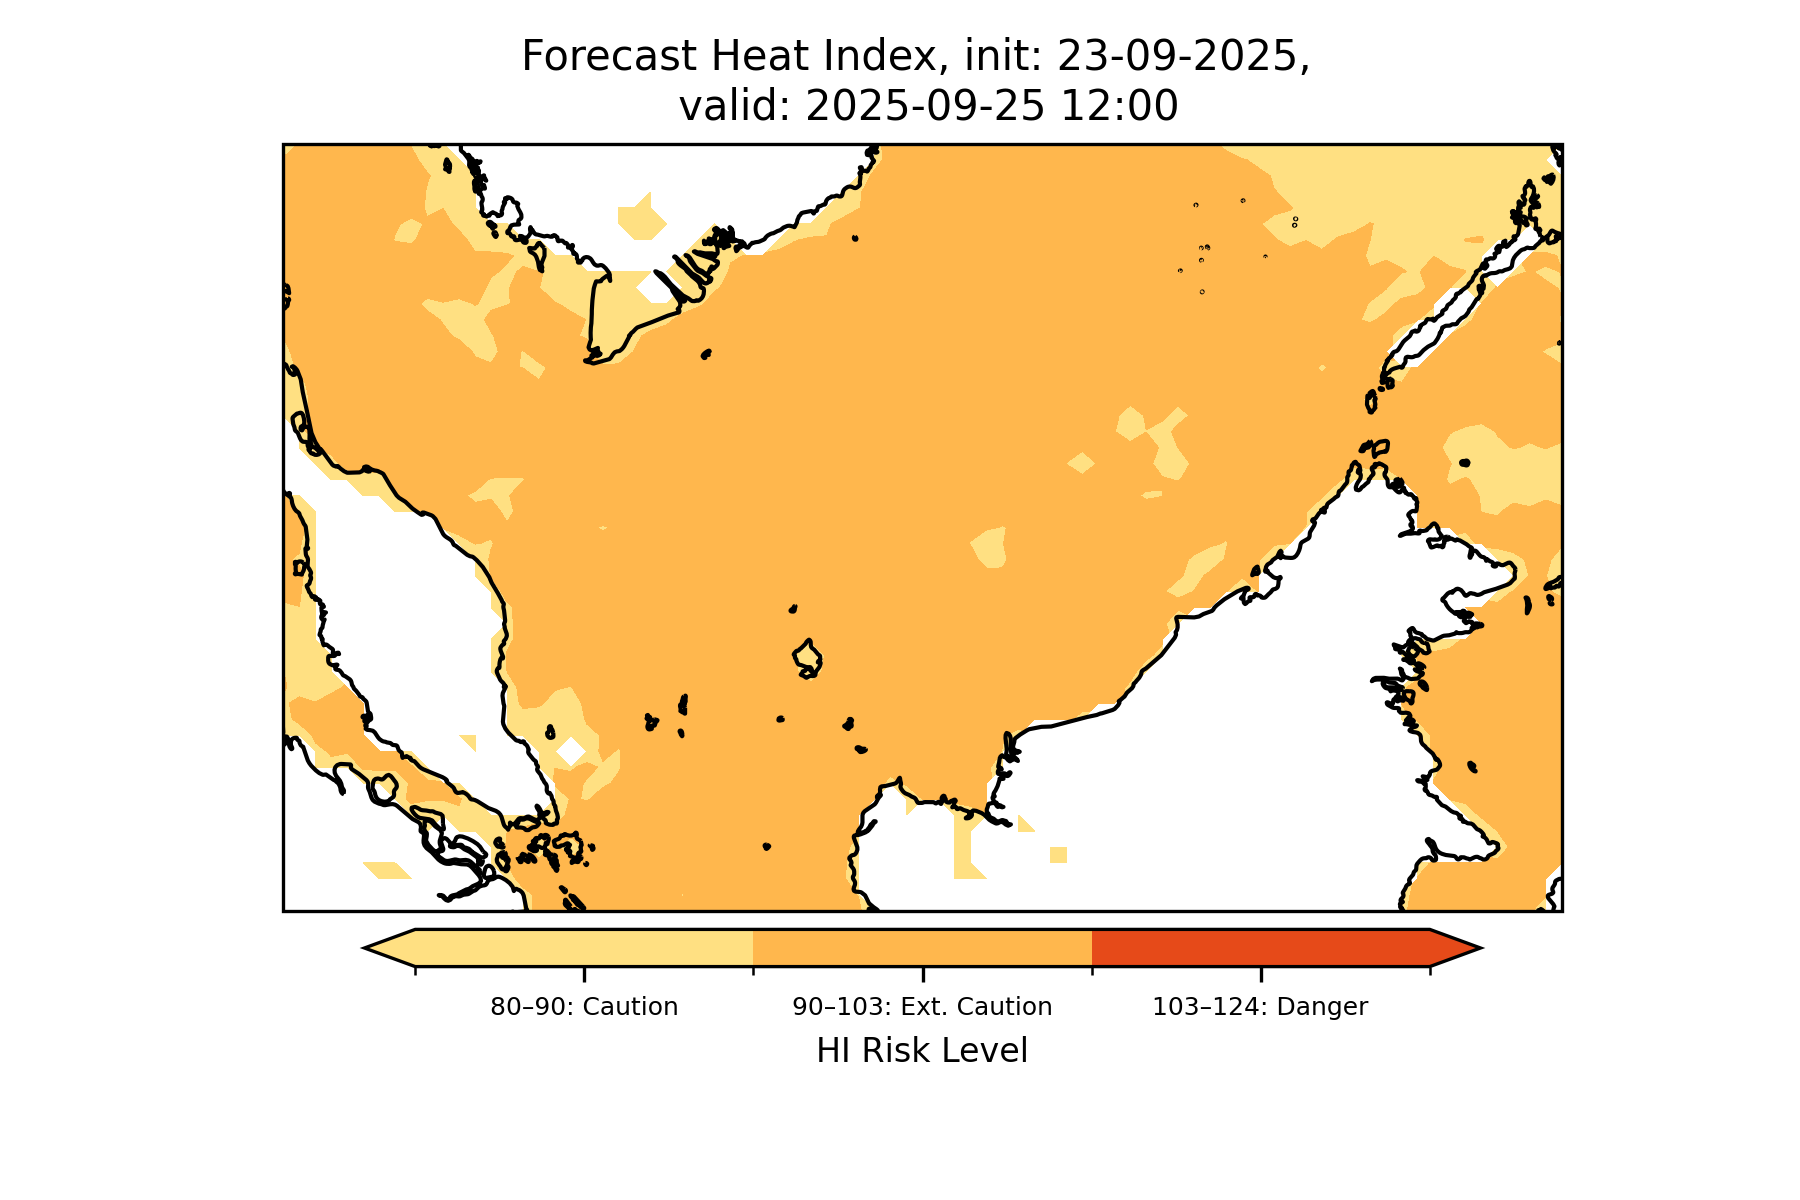 Forecast Heat Index, init: 23-09-2025,
valid: 2025-09-25 12:00
80–90: Caution
90–103: Ext. Caution
103–124: Danger
HI Risk Level